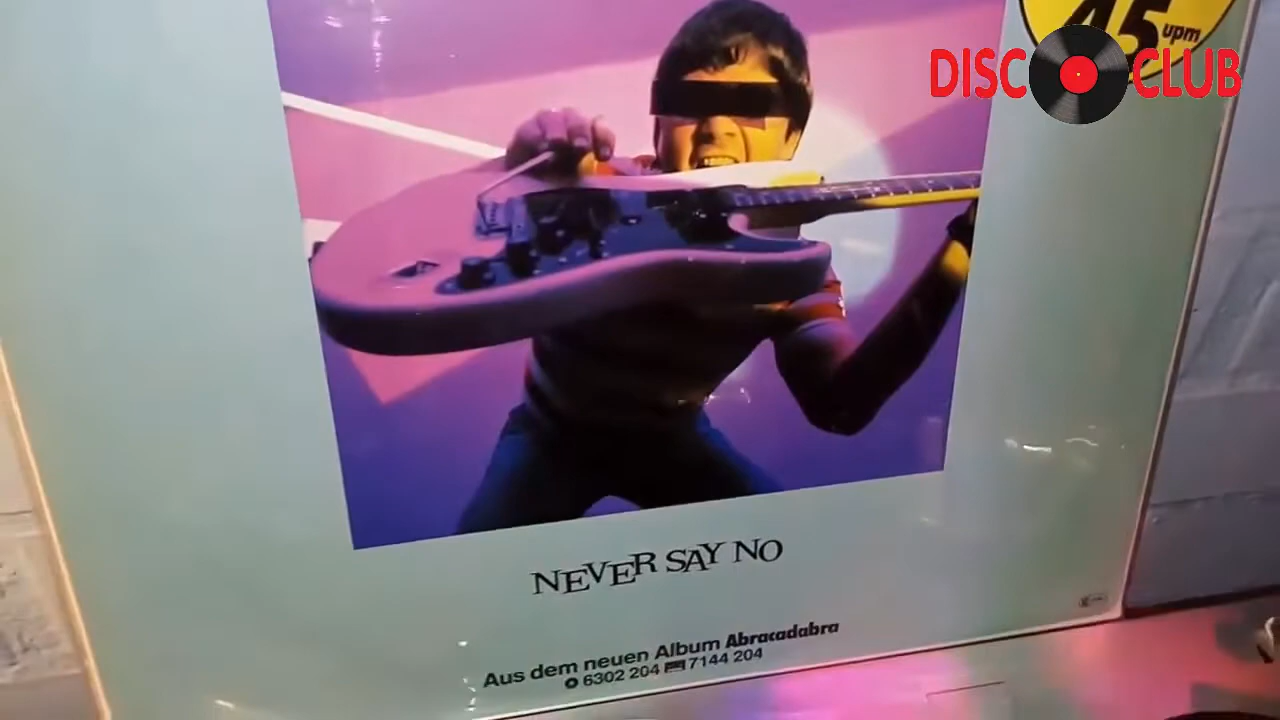 45
upm
DISC CLUB
NEVER SAY NO
Aus dem neuen Album Abracadabra
6302 204 7144 204